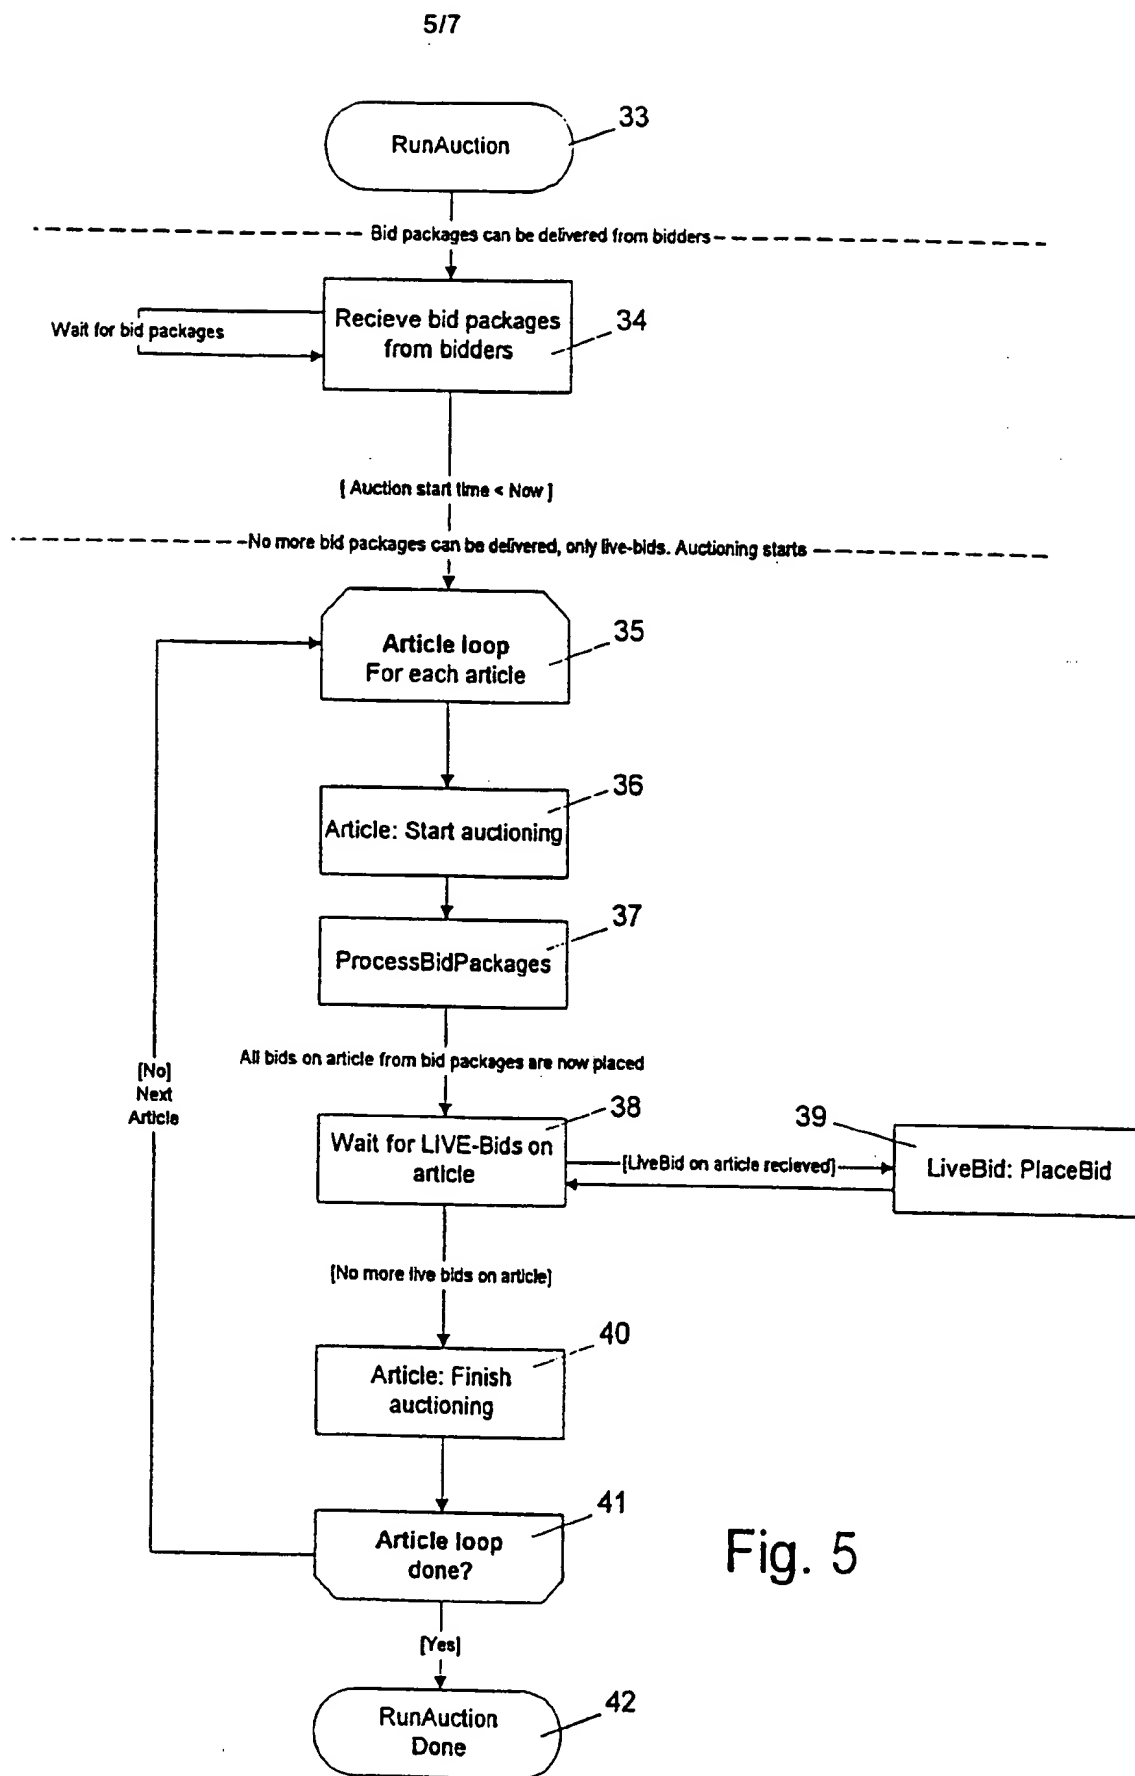 5/7
33
RunAuction
Bid packages can be delivered from bidders
Recieve bid packages
from bidders
34
Wait for bid packages
[ Auction start time < Now ]
No more bid packages can be delivered, only live-bids. Auctioning starts
35
Article loop
For each article
36
Article: Start auctioning
37
ProcessBidPackages
All bids on article from bid packages are now placed
[No]
Next
Article
38
Wait for LIVE-Bids on
article
[LiveBid on article recieved]
39
LiveBid: PlaceBid
[No more live bids on article]
40
Article: Finish
auctioning
41
Article loop
done?
Fig. 5
[Yes]
42
RunAuction
Done